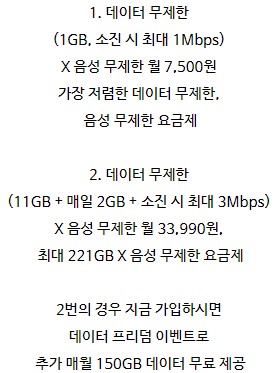 1. 데이터 무제한
(1GB, 소진 시 최대 1Mbps)
X 음성 무제한 월 7,500원
가장 저렴한 데이터 무제한,
음성 무제한 요금제
2. 데이터 무제한
(11GB + 매일 2GB + 소진 시 최대 3Mbps)
X 음성 무제한 월 33,990원,
최대 221GB X 음성 무제한 요금제
2번의 경우 지금 가입하시면
데이터 프리덤 이벤트로
추가 매월 150GB 데이터 무료 제공